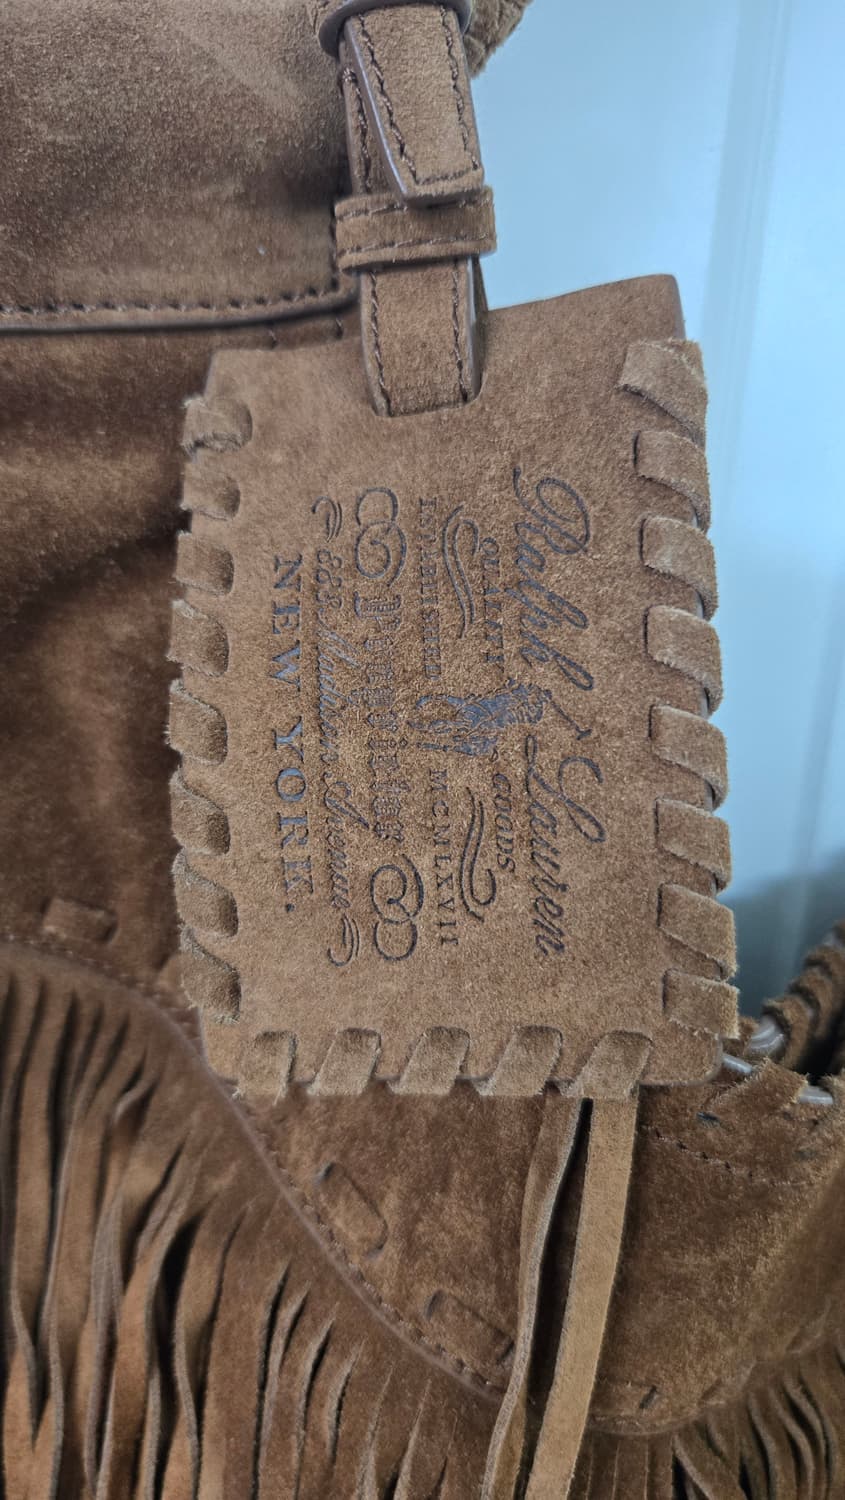 Ralph Lauren
QUALITY GOODS
ESTABLISHED MCMLXVII
888 Madison Avenue
NEW YORK.